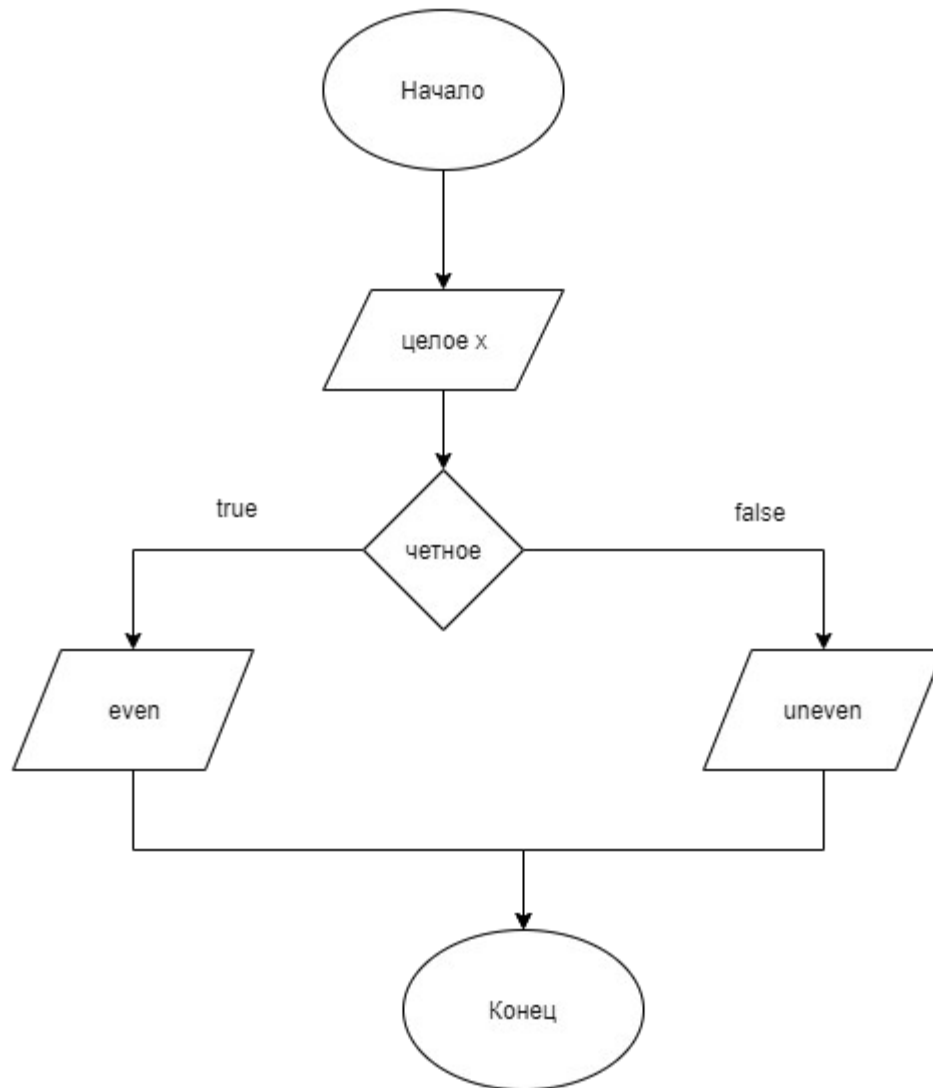 Начало
целое x
true
false
четное
even
uneven
Конец